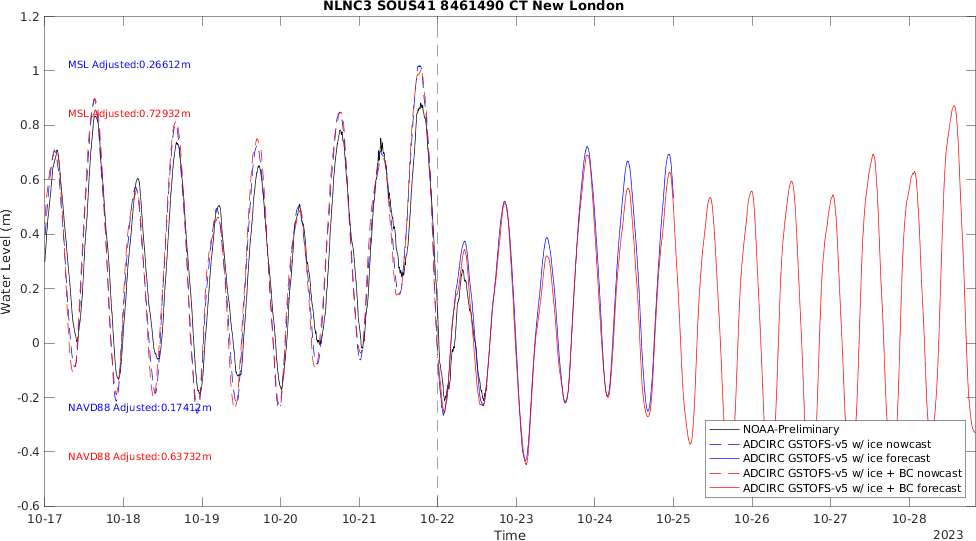 NLNC3 SOUS41 8461490 CT New London
1.2
1
0.8
0.6
0.4
0.2
0
-0.2
-0.4
-0.6
Water Level (m)
MSL Adjusted:0.26612m
MSL Adjusted:0.72932m
NAVD88 Adjusted:0.17412m
NAVD88 Adjusted:0.63732m
NOAA-Preliminary
ADCIRC GSTOFS-v5 w/ ice nowcast
ADCIRC GSTOFS-v5 w/ ice forecast
ADCIRC GSTOFS-v5 w/ ice + BC nowcast
ADCIRC GSTOFS-v5 w/ ice + BC forecast
10-17 10-18 10-19 10-20 10-21 10-22 10-23 10-24 10-25 10-26 10-27 10-28
Time
2023